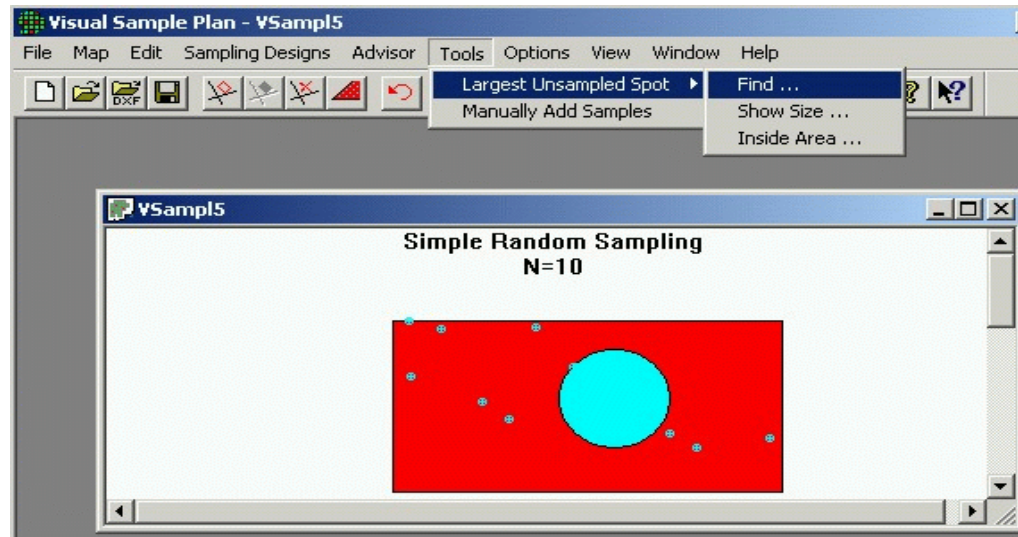 Visual Sample Plan - VSampl5
File Map Edit Sampling Designs Advisor Tools Options View Window Help
DXF
Largest Unsampled Spot
Manually Add Samples
Find ...
Show Size ...
Inside Area ...
VSampl5
Simple Random Sampling
N=10